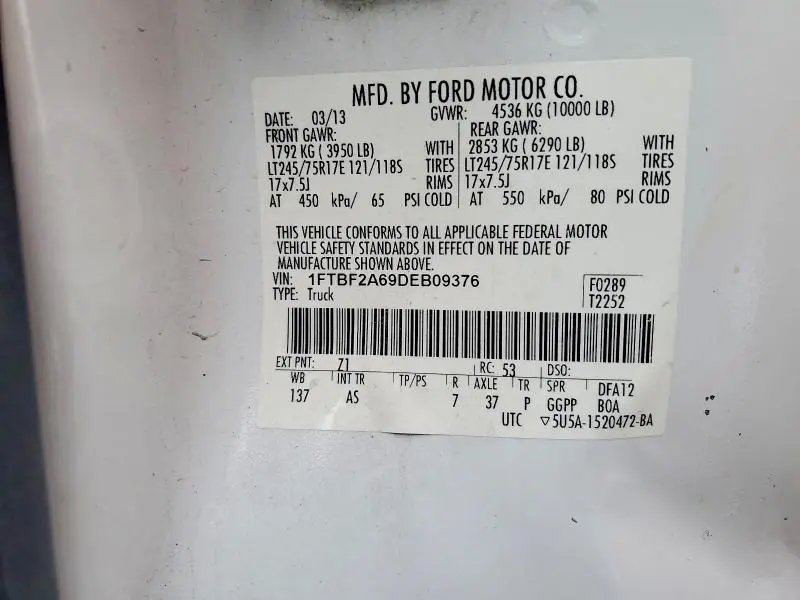 MFD. BY FORD MOTOR CO.
DATE: 03/13 GVWR: 4536 KG (10000 LB)
FRONT GAWR: REAR GAWR:
1792 KG ( 3950 LB) WITH 2853 KG ( 6290 LB) WITH
LT245/75R17E 121/118S TIRES LT245/75R17E 121/118S TIRES
17x7.5J RIMS 17x7.5J RIMS
AT 450 kPa/ 65 PSI COLD AT 550 kPa/ 80 PSI COLD
THIS VEHICLE CONFORMS TO ALL APPLICABLE FEDERAL MOTOR
VEHICLE SAFETY STANDARDS IN EFFECT ON THE DATE OF
MANUFACTURE SHOWN ABOVE.
VIN: 1FTBF2A69DEB09376 F0289
TYPE: Truck T2252
EXT PNT: Z1 RC: 53 DSO:
WB INT TR TP/PS R AXLE TR SPR DFA12
137 AS 7 37 P GGPP BOA
UTC ▽5U5A-1520472-BA